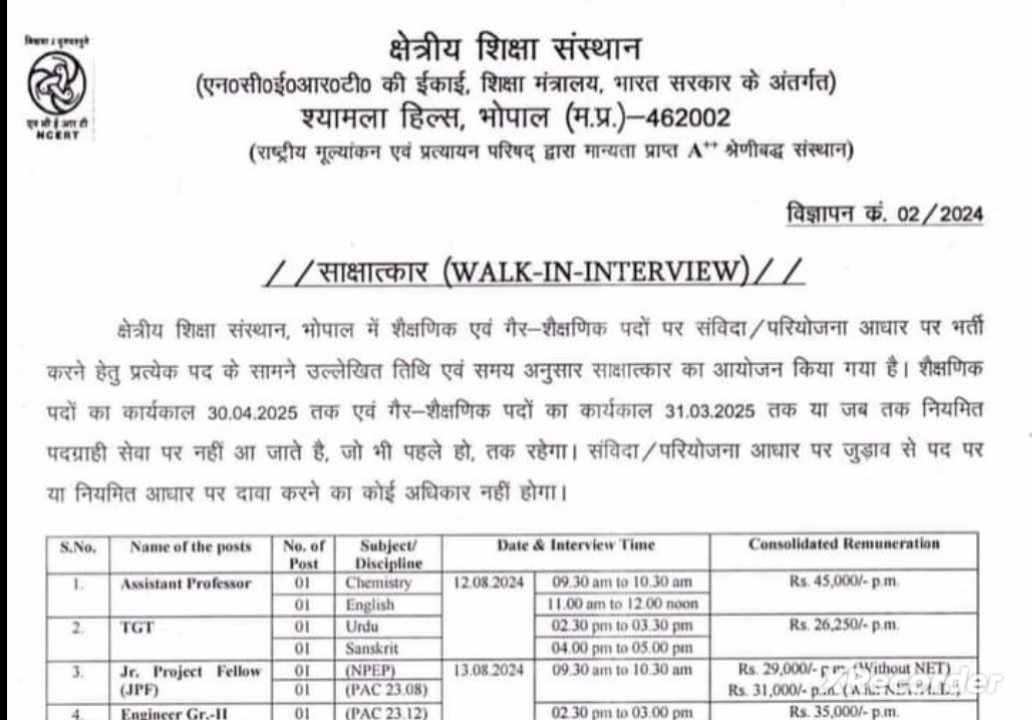 विद्यया ऽ मृतमश्नुते
एन सी ई आर टी
NCERT
क्षेत्रीय शिक्षा संस्थान
(एन०सी०ई०आर०टी० की ईकाई, शिक्षा मंत्रालय, भारत सरकार के अंतर्गत)
श्यामला हिल्स, भोपाल (म.प्र.)–462002
(राष्ट्रीय मूल्यांकन एवं प्रत्यायन परिषद् द्वारा मान्यता प्राप्त A++ श्रेणीबद्ध संस्थान)
विज्ञापन कं. 02/2024
//साक्षात्कार (WALK-IN-INTERVIEW)//
क्षेत्रीय शिक्षा संस्थान, भोपाल में शैक्षणिक एवं गैर–शैक्षणिक पदों पर संविदा/परियोजना आधार पर भर्ती
करने हेतु प्रत्येक पद के सामने उल्लेखित तिथि एवं समय अनुसार साक्षात्कार का आयोजन किया गया है। शैक्षणिक
पदों का कार्यकाल 30.04.2025 तक एवं गैर–शैक्षणिक पदों का कार्यकाल 31.03.2025 तक या जब तक नियमित
पदग्राही सेवा पर नहीं आ जाते है, जो भी पहले हो, तक रहेगा। संविदा/परियोजना आधार पर जुड़ाव से पद पर
या नियमित आधार पर दावा करने का कोई अधिकार नहीं होगा।
S.No. Name of the posts No. of Post Subject/ Discipline Date & Interview Time Consolidated Remuneration
1. Assistant Professor 01 Chemistry 12.08.2024 09.30 am to 10.30 am Rs. 45,000/- p.m.
01 English 11.00 am to 12.00 noon
2. TGT 01 Urdu 02.30 pm to 03.30 pm Rs. 26,250/- p.m.
01 Sanskrit 04.00 pm to 05.00 pm
3. Jr. Project Fellow 01 (NPEP) 13.08.2024 09.30 am to 10.30 am Rs. 29,000/- p.m. (Without NET)
(JPF) 01 (PAC 23.08) Rs. 31,000/-
4. Engineer Gr.-II 01 (PAC 23.12) 02.30 pm to 03.00 pm Rs. 35,000/- p.m.
XRecorder